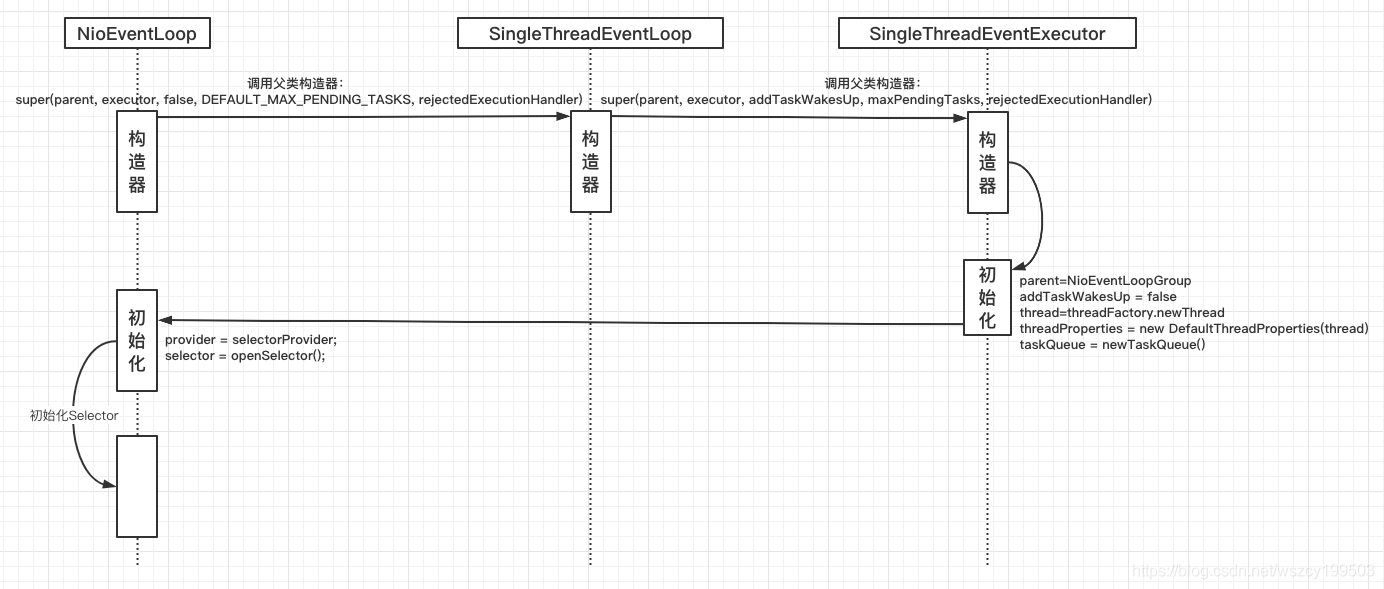 NioEventLoop
SingleThreadEventLoop
SingleThreadEventExecutor
调用父类构造器：
super(parent, executor, false, DEFAULT_MAX_PENDING_TASKS, rejectedExecutionHandler)
调用父类构造器：
super(parent, executor, addTaskWakesUp, maxPendingTasks, rejectedExecutionHandler)
构造器
构造器
构造器
初始化
parent=NioEventLoopGroup
addTaskWakesUp = false
thread=threadFactory.newThread
threadProperties = new DefaultThreadProperties(thread)
taskQueue = newTaskQueue()
初始化
provider = selectorProvider;
selector = openSelector();
初始化Selector
https://blog.csdn.net/wszcy199503